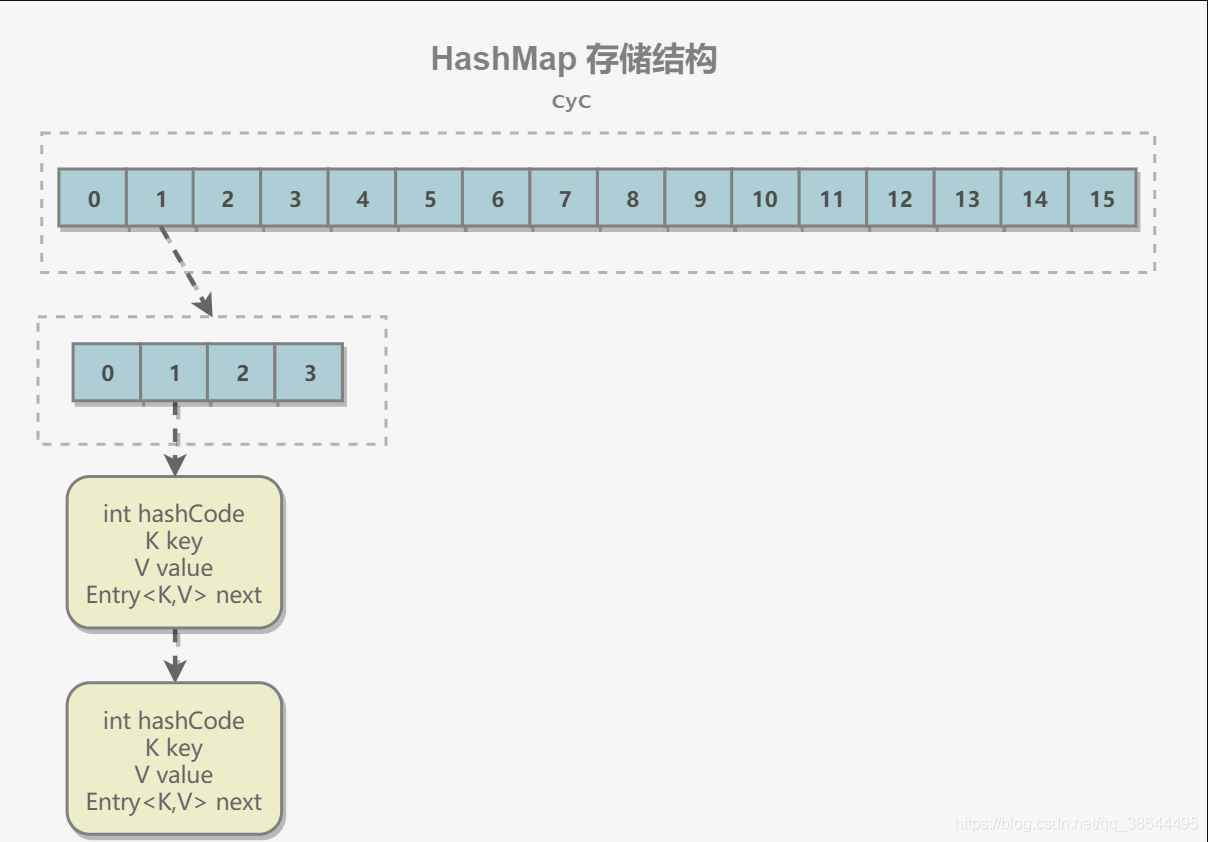 HashMap 存储结构
CyC
0 1 2 3 4 5 6 7 8 9 10 11 12 13 14 15
0 1 2 3
int hashCode
K key
V value
Entry<K,V> next
int hashCode
K key
V value
Entry<K,V> next
https://blog.csdn.net/qq_38644495